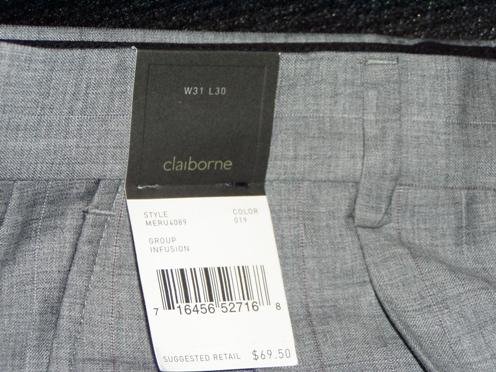 W31 L30
claiborne
STYLE COLOR
MERU4089 019
GROUP
INFUSION
7 16456 52716 8
SUGGESTED RETAIL $69.50